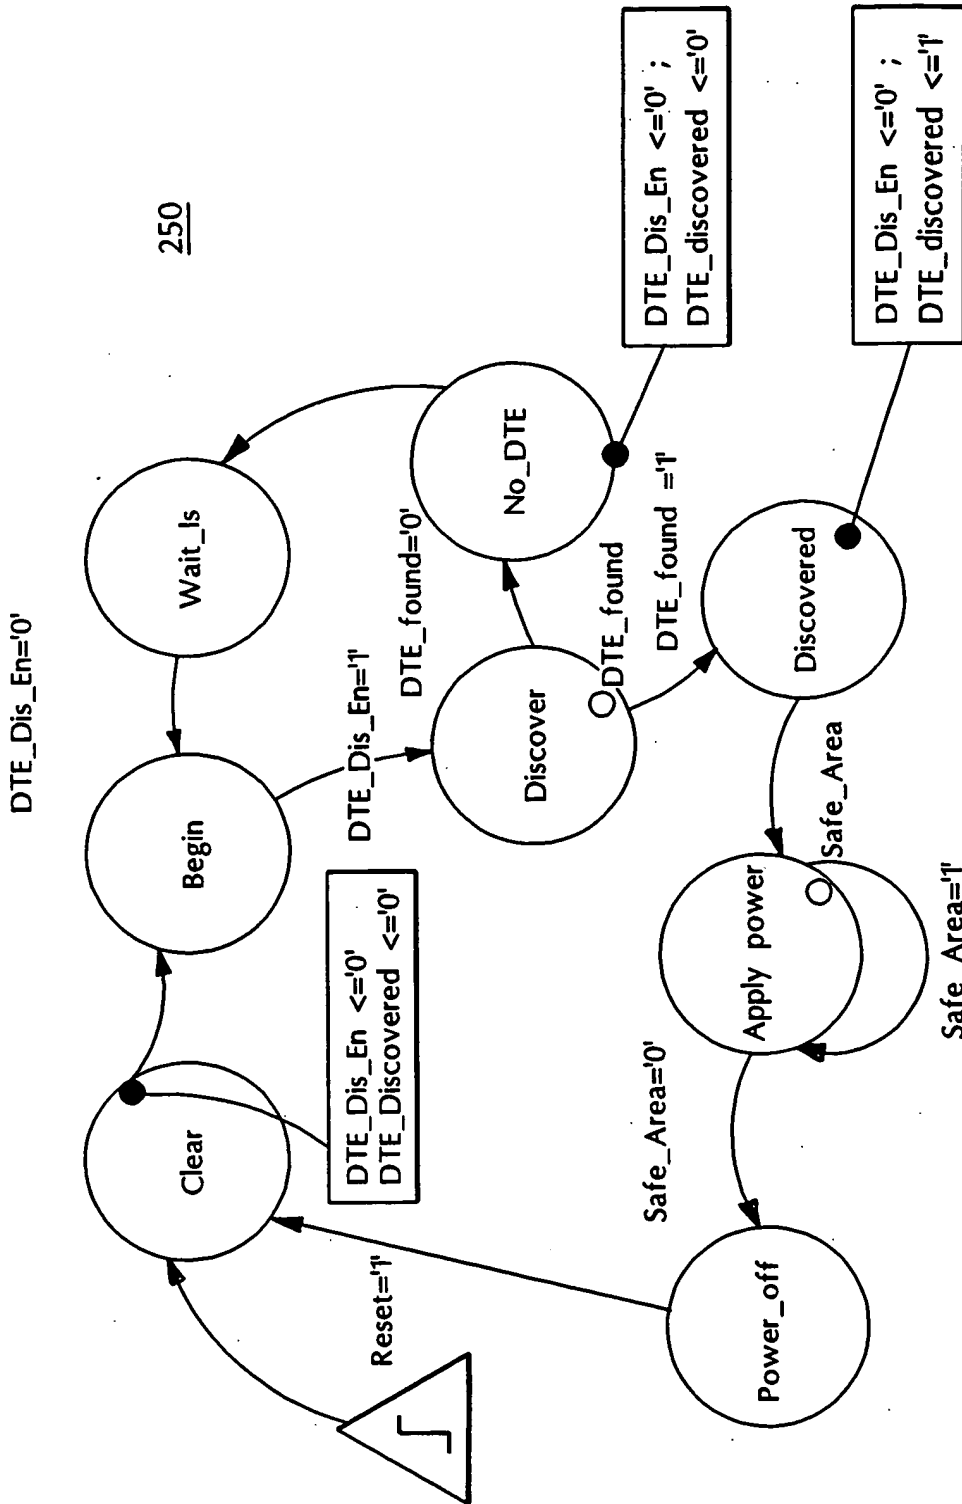 250
DTE_Dis_En='0'
Reset='1'
Clear
DTE_Dis_En <='0'
DTE_Discovered <='0'
Begin
Wait_1s
DTE_Dis_En='1'
Discover
DTE_found='0'
No_DTE
DTE_Dis_En <='0' ;
DTE_discovered <='0'
DTE_found
DTE_found ='1'
Discovered
DTE_Dis_En <='0' ;
DTE_discovered <='1'
Safe_Area
Apply power
Safe_Area='1'
Safe_Area='0'
Power_off